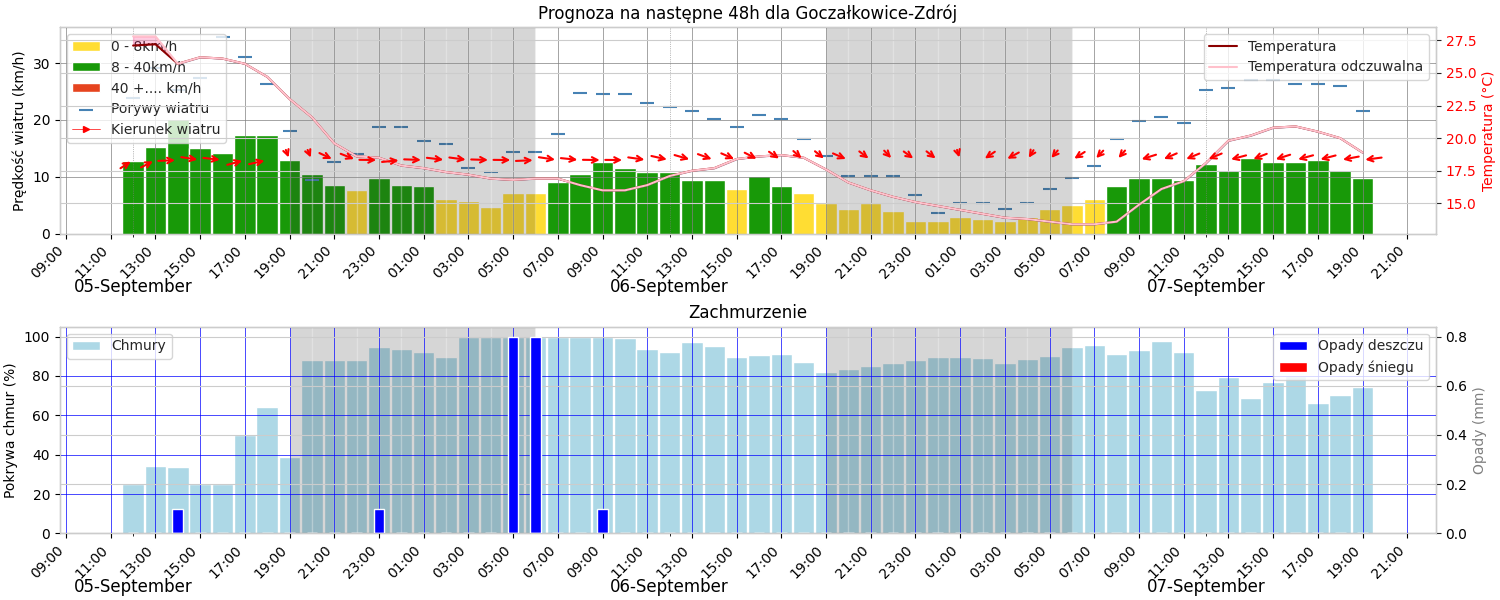 Prognoza na następne 48h dla Goczałkowice-Zdrój
Prędkość wiatru (km/h)
30
20
10
0
0 - 8km/h
8 - 40km/h
40 +.... km/h
Porywy wiatru
Kierunek wiatru
Temperatura
Temperatura odczuwalna
27.5
25.0
22.5
20.0
17.5
15.0
Temperatura (°C)
09:00 11:00 13:00 15:00 17:00 19:00 21:00 23:00 01:00 03:00 05:00 07:00 09:00 11:00 13:00 15:00 17:00 19:00 21:00 23:00 01:00 03:00 05:00 07:00 09:00 11:00 13:00 15:00 17:00 19:00 21:00
05-September 06-September 07-September
Zachmurzenie
Pokrywa chmur (%)
100
80
60
40
20
0
Chmury
Opady deszczu
Opady śniegu
0.8
0.6
0.4
0.2
0.0
Opady (mm)
09:00 11:00 13:00 15:00 17:00 19:00 21:00 23:00 01:00 03:00 05:00 07:00 09:00 11:00 13:00 15:00 17:00 19:00 21:00 23:00 01:00 03:00 05:00 07:00 09:00 11:00 13:00 15:00 17:00 19:00 21:00
05-September 06-September 07-September